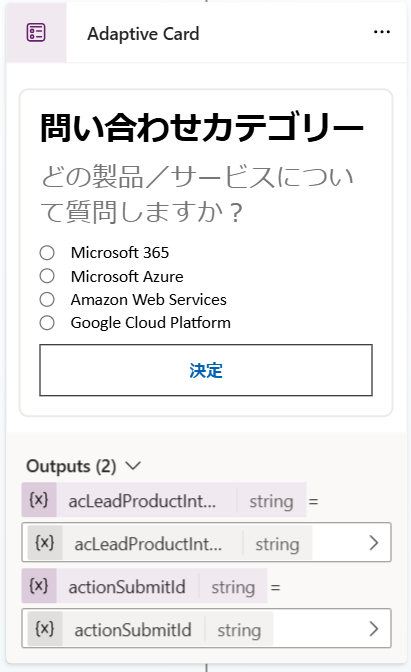 Adaptive Card
問い合わせカテゴリー
どの製品／サービスについ
て質問しますか？
Microsoft 365
Microsoft Azure
Amazon Web Services
Google Cloud Platform
決定
Outputs (2)
{x} acLeadProductInt... string =
{x} acLeadProductInt... string
{x} actionSubmitId string =
{x} actionSubmitId string